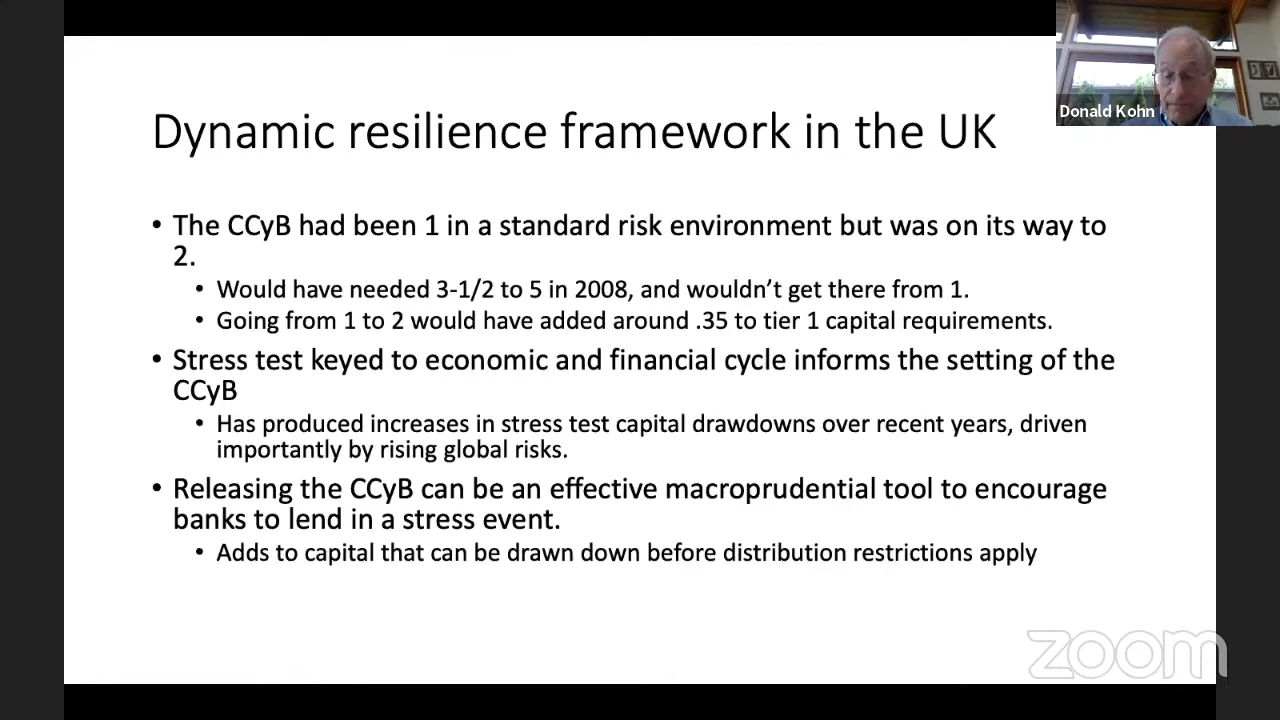 Donald Kohn
Dynamic resilience framework in the UK
• The CCyB had been 1 in a standard risk environment but was on its way to
2.
• Would have needed 3-1/2 to 5 in 2008, and wouldn’t get there from 1.
• Going from 1 to 2 would have added around .35 to tier 1 capital requirements.
• Stress test keyed to economic and financial cycle informs the setting of the
CCyB
• Has produced increases in stress test capital drawdowns over recent years, driven
importantly by rising global risks.
• Releasing the CCyB can be an effective macroprudential tool to encourage
banks to lend in a stress event.
• Adds to capital that can be drawn down before distribution restrictions apply
zoom